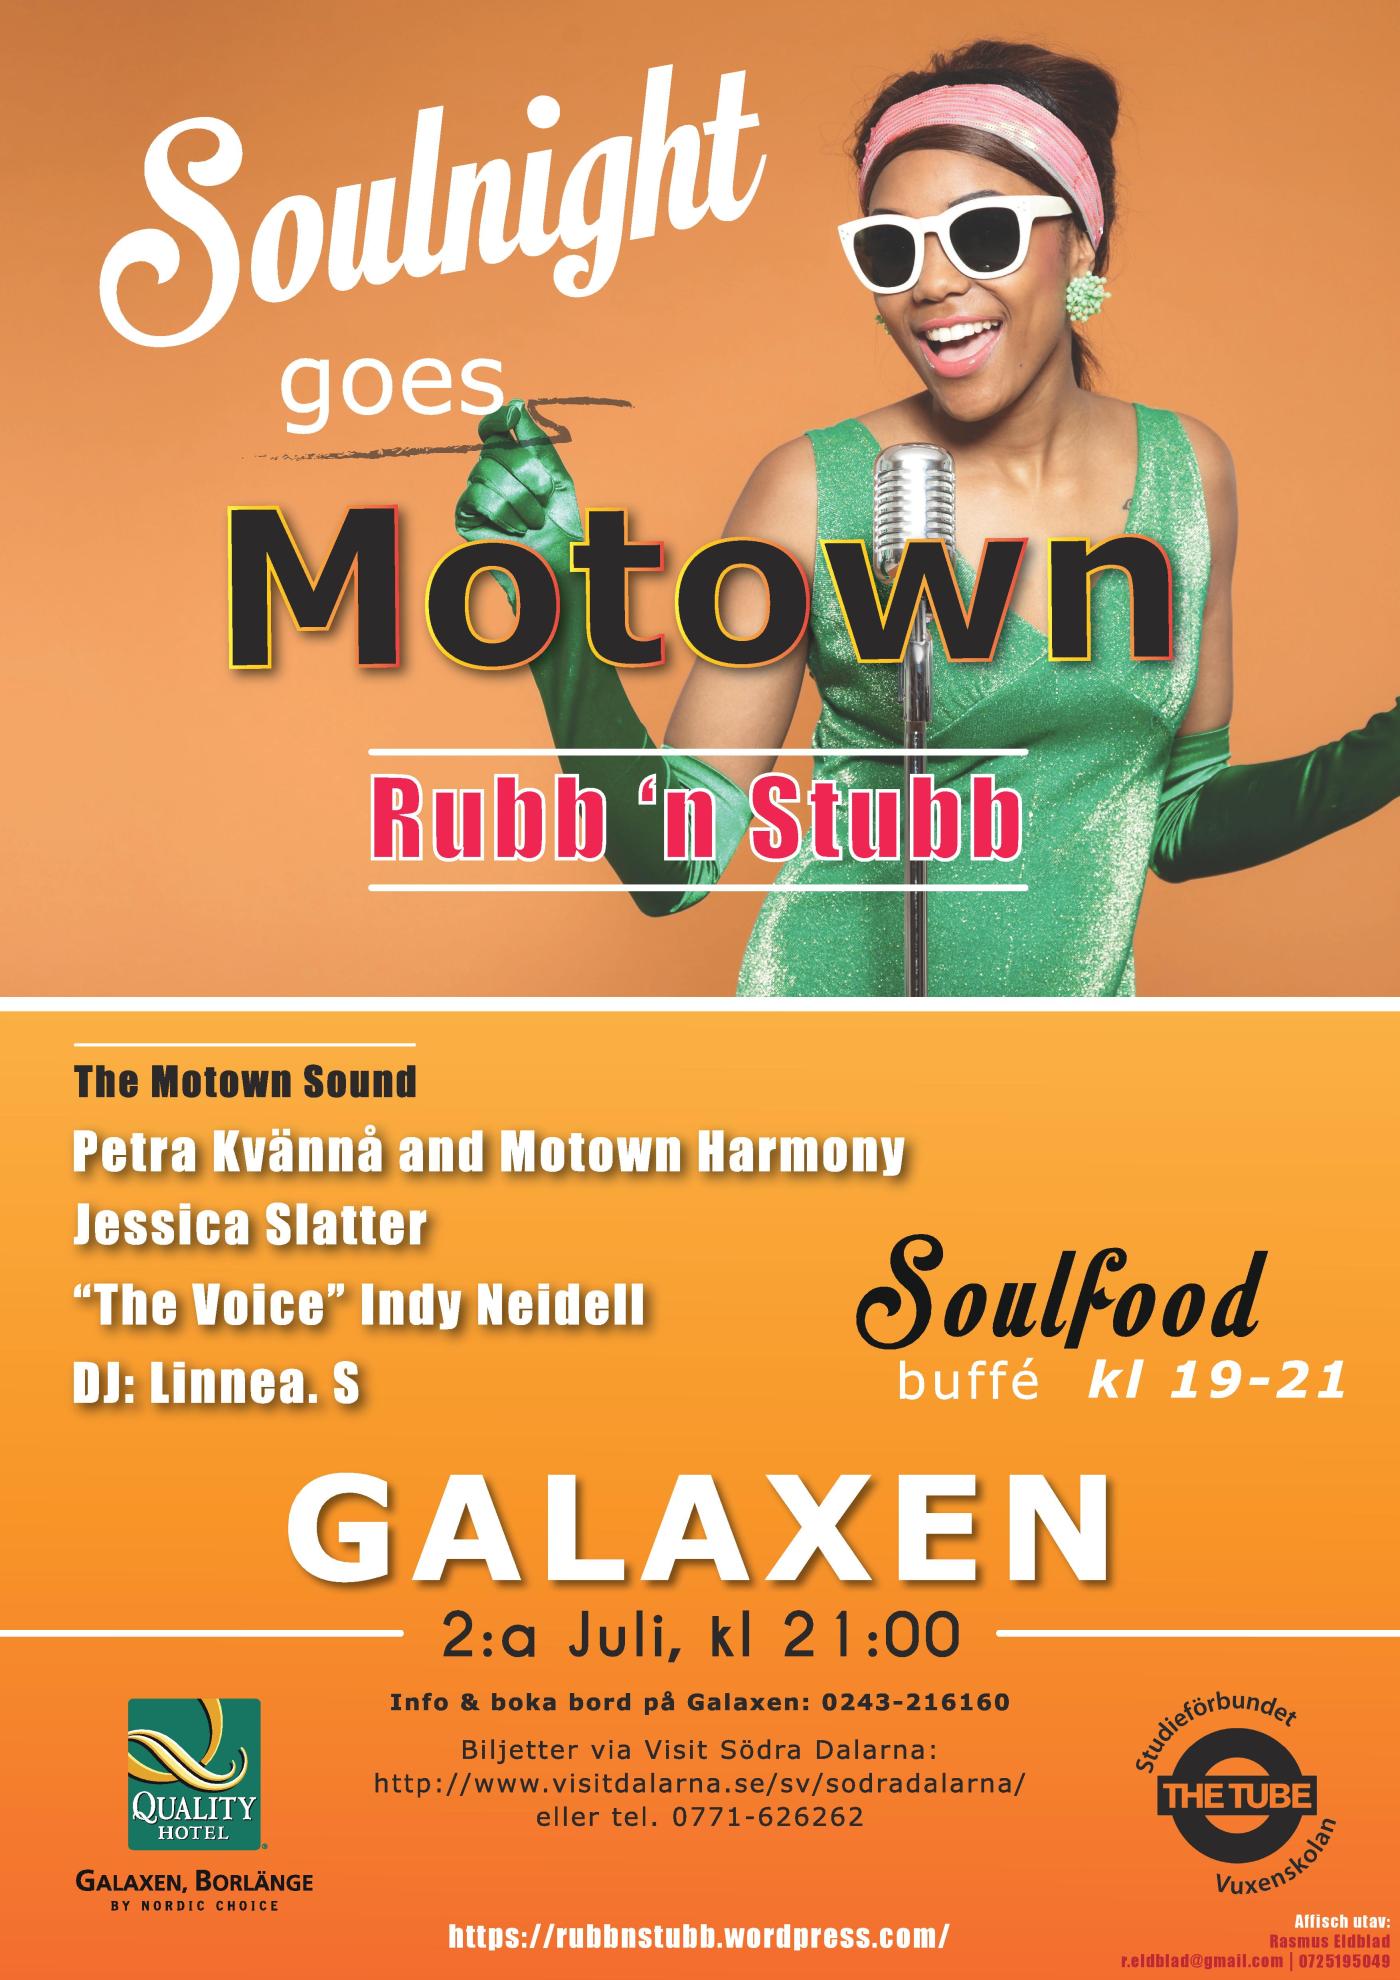 Soulnight
goes
Motown
Rubb ‘n Stubb
The Motown Sound
Petra Kvännå and Motown Harmony
Jessica Slatter
“The Voice” Indy Neidell
DJ: Linnea. S
Soulfood
buffé kl 19-21
GALAXEN
2:a Juli, kl 21:00
Info & boka bord på Galaxen: 0243-216160
Biljetter via Visit Södra Dalarna:
http://www.visitdalarna.se/sv/sodradalarna/
eller tel. 0771-626262
QUALITY
HOTEL
GALAXEN, BORLÄNGE
BY NORDIC CHOICE
Studieförbundet
THE TUBE
Vuxenskolan
https://rubbnstubb.wordpress.com/
Affisch utav:
Rasmus Eldblad
r.eldblad@gmail.com | 0725195049